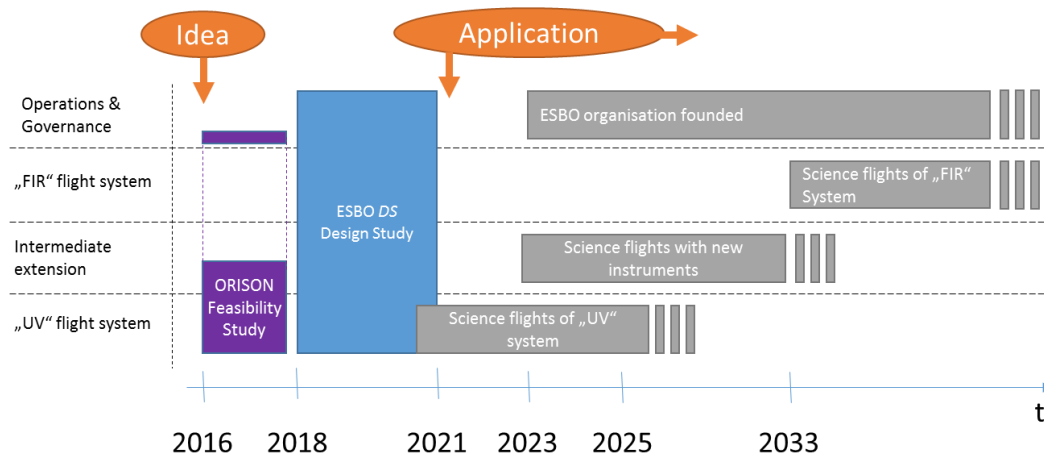 Idea
Application
Operations &
Governance
ESBO organisation founded
„FIR“ flight system
Science flights of „FIR“
System
ESBO DS
Design Study
Intermediate
extension
Science flights with new
instruments
ORISON
Feasibility
Study
„UV“ flight system
Science flights of „UV“
system
t
2016
2018
2021
2023
2025
2033